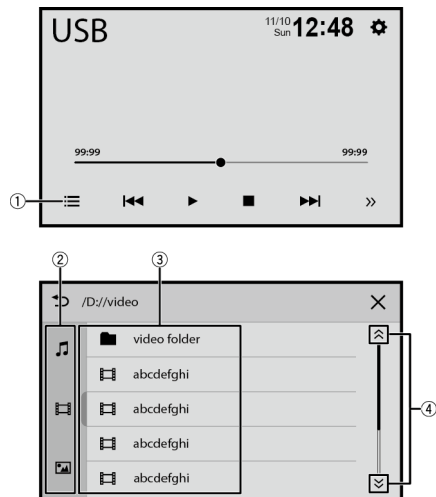 USB
11/10
Sun 12:48
99:99 99:99
①
② ③
/D://video
video folder
abcdefghi
abcdefghi
④
abcdefghi
abcdefghi